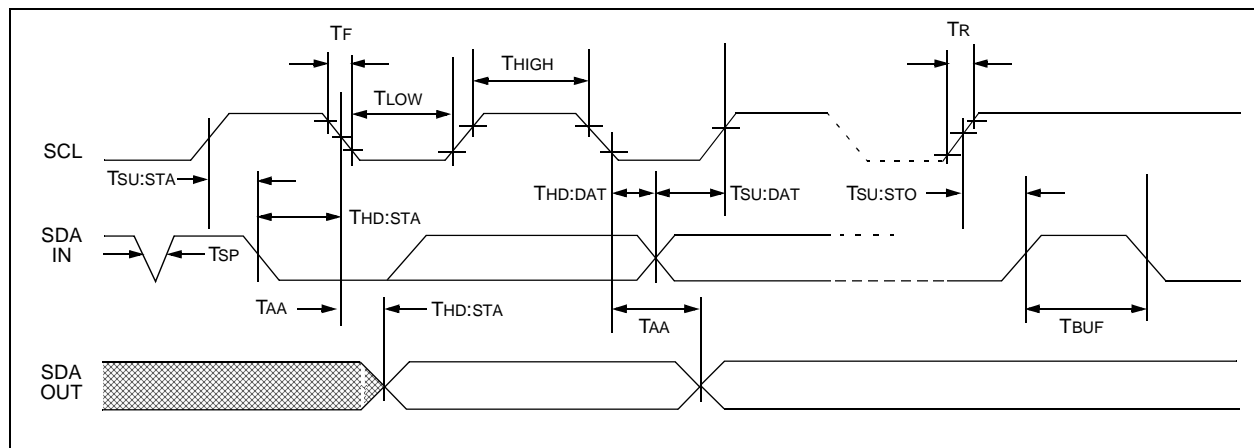 TF
TR
THIGH
TLOW
SCL
TSU:STA
THD:DAT
TSU:DAT
TSU:STO
THD:STA
SDA
IN
TSP
TAA
THD:STA
TAA
TBUF
SDA
OUT